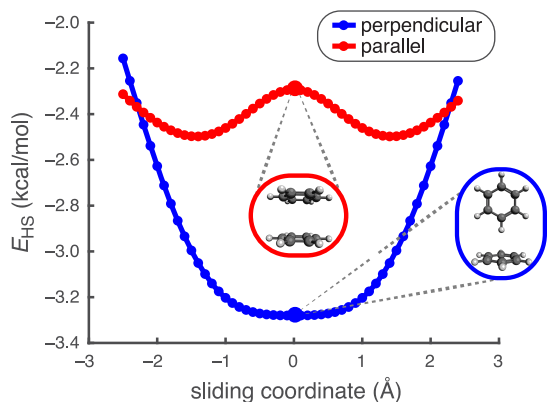 perpendicular
parallel
E_HS (kcal/mol)
−2.0
−2.2
−2.4
−2.6
−2.8
−3.0
−3.2
−3.4
−3 −2 −1 0 1 2 3
sliding coordinate (Å)